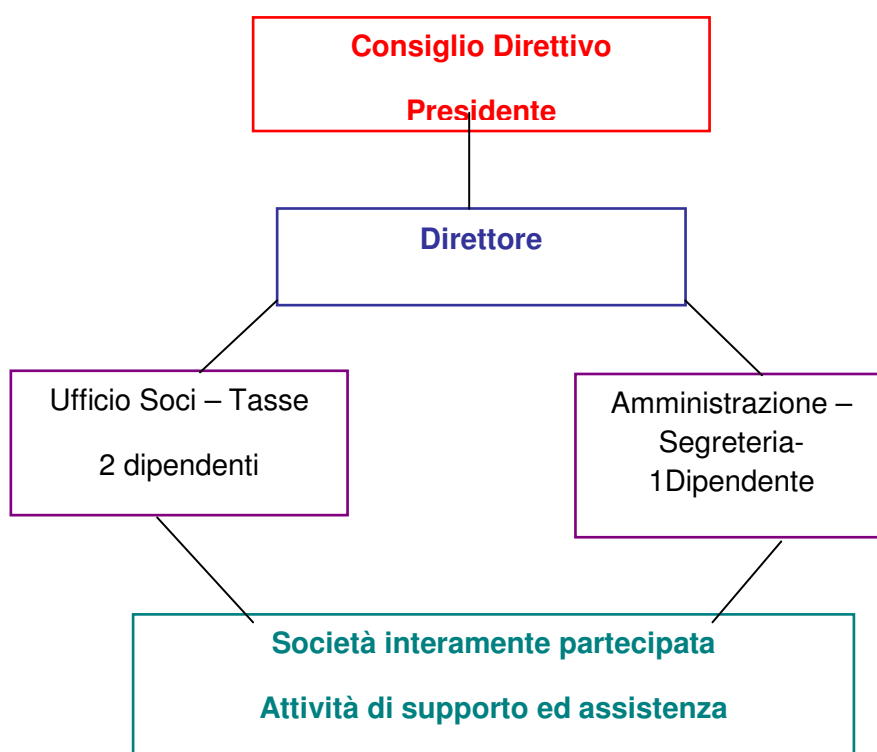 Consiglio Direttivo
Presidente
Direttore
Ufficio Soci – Tasse
2 dipendenti
Amministrazione –
Segreteria-
1Dipendente
Società interamente partecipata
Attività di supporto ed assistenza